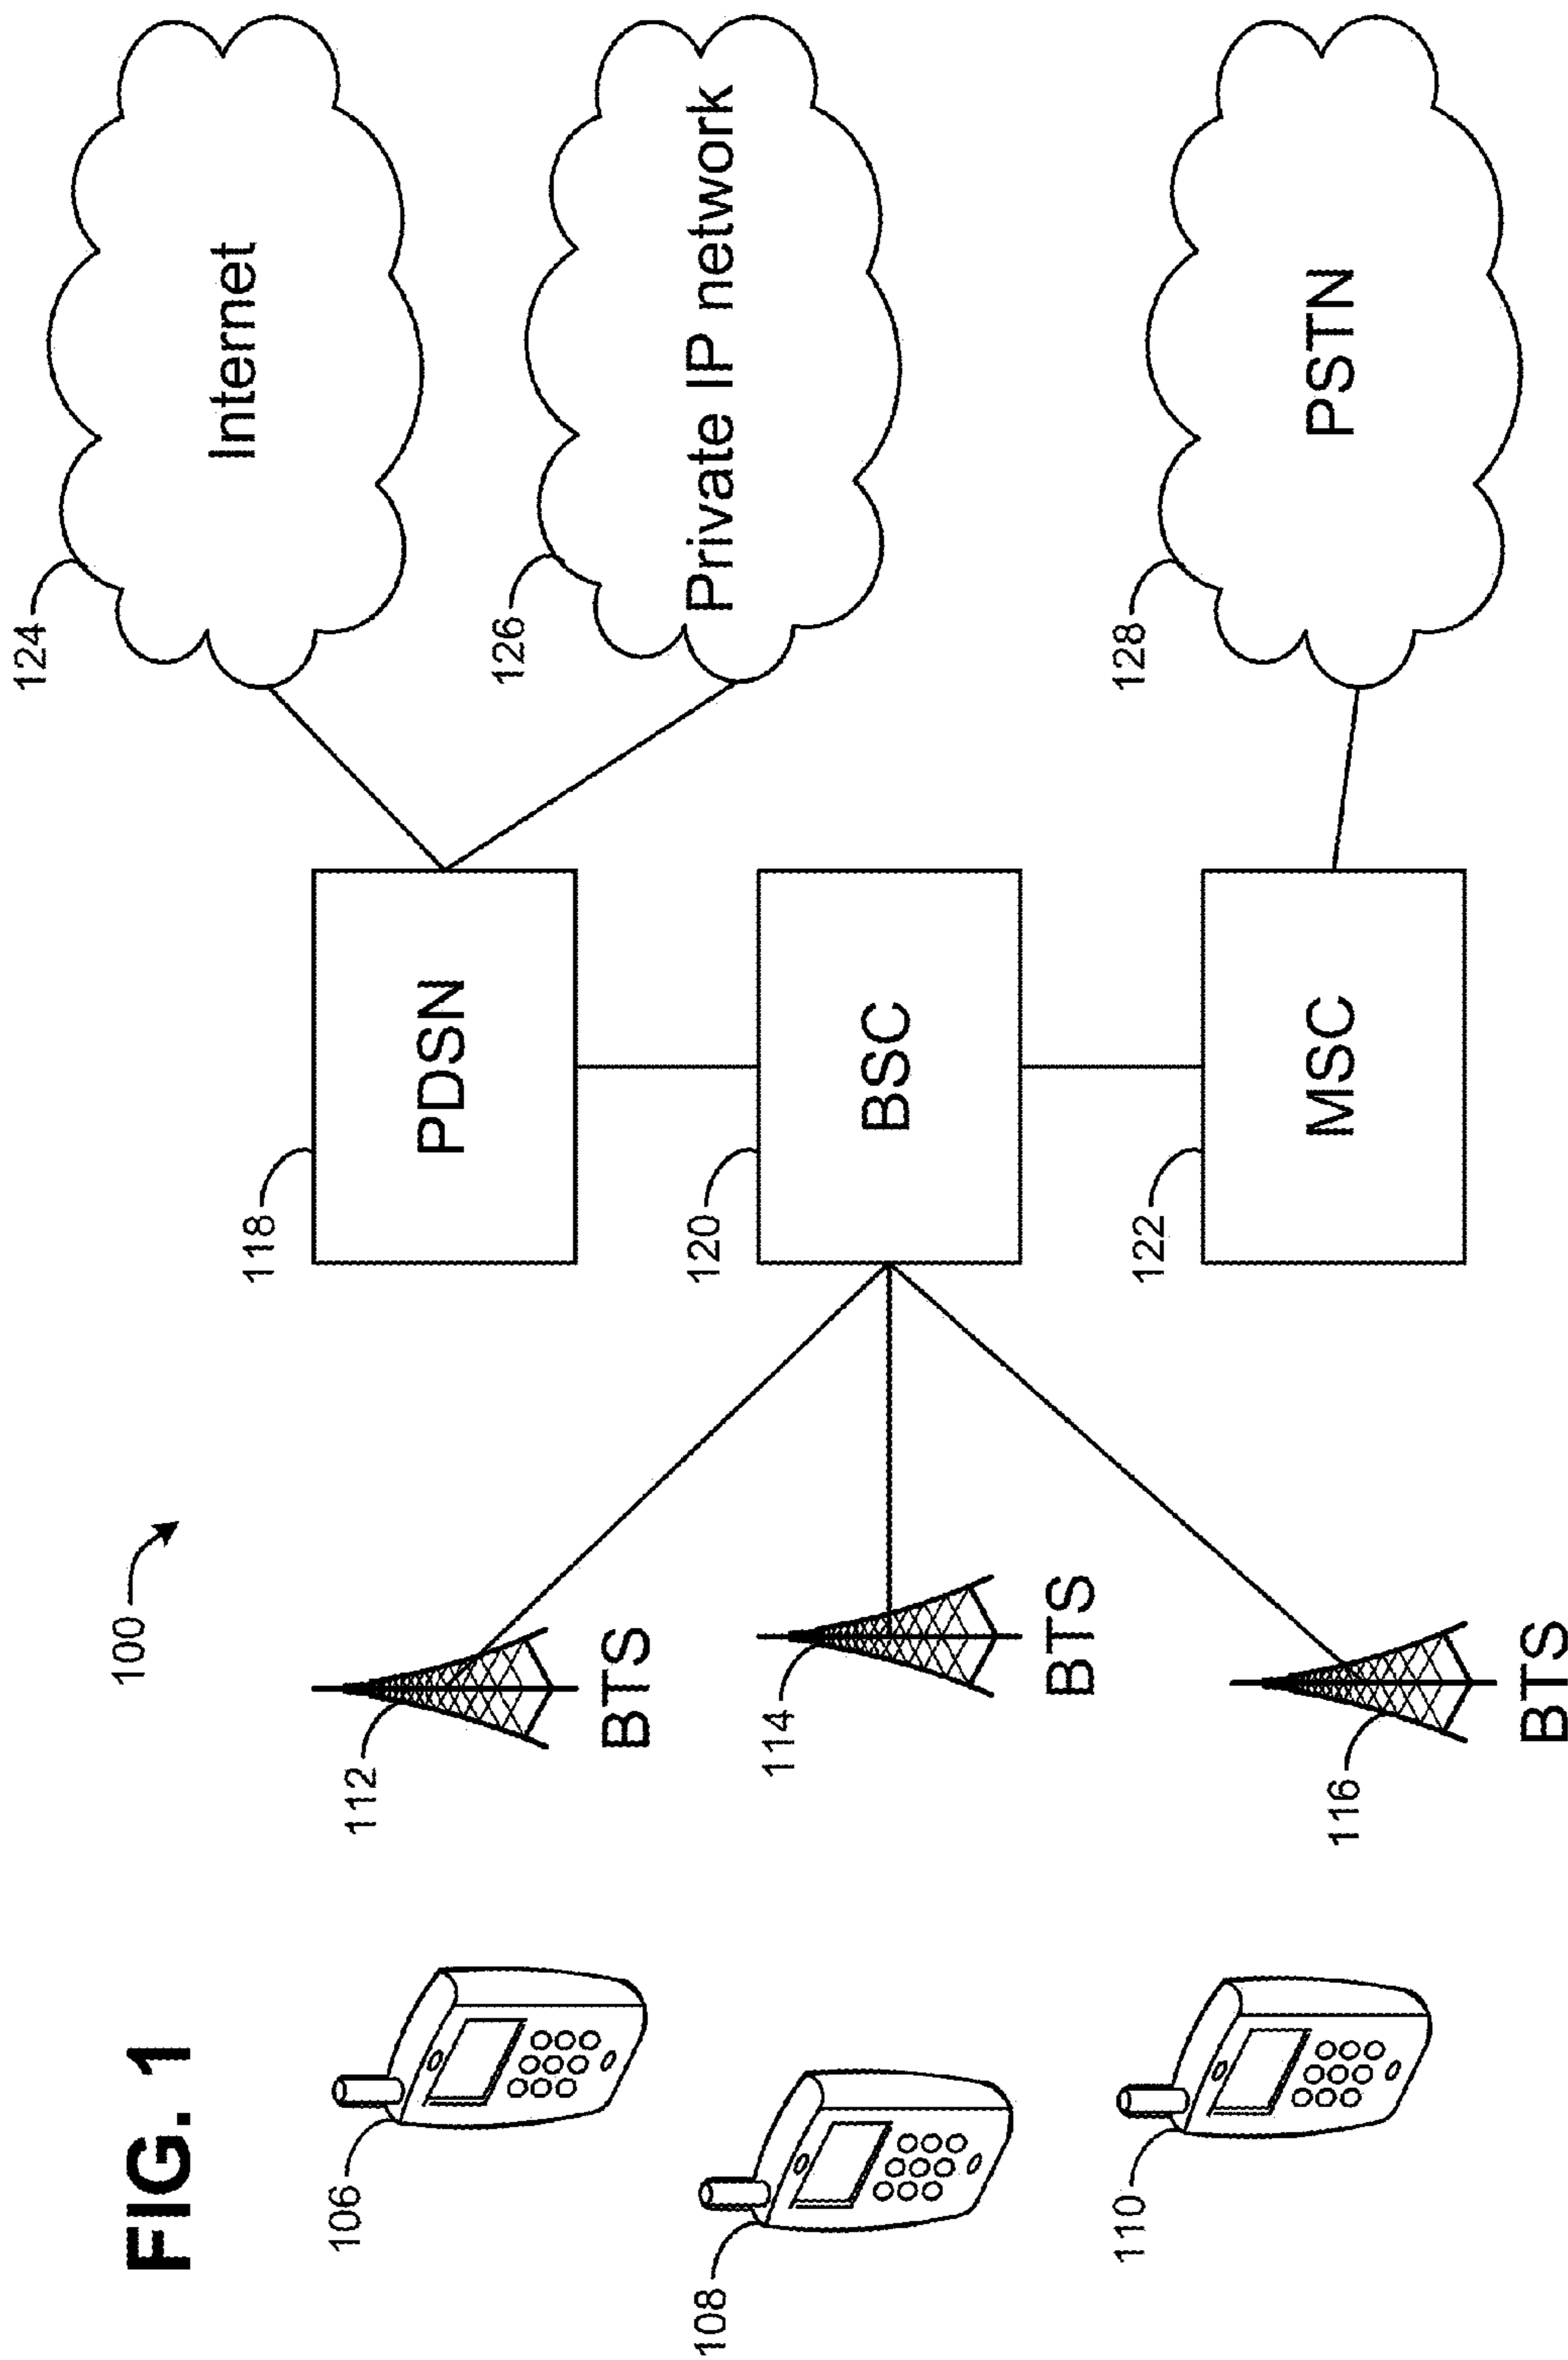 FIG. 1
100
106
108
110
112
BTS
114
BTS
116
BTS
118
PDSN
120
BSC
122
MSC
124
Internet
126
Private IP network
128
PSTN